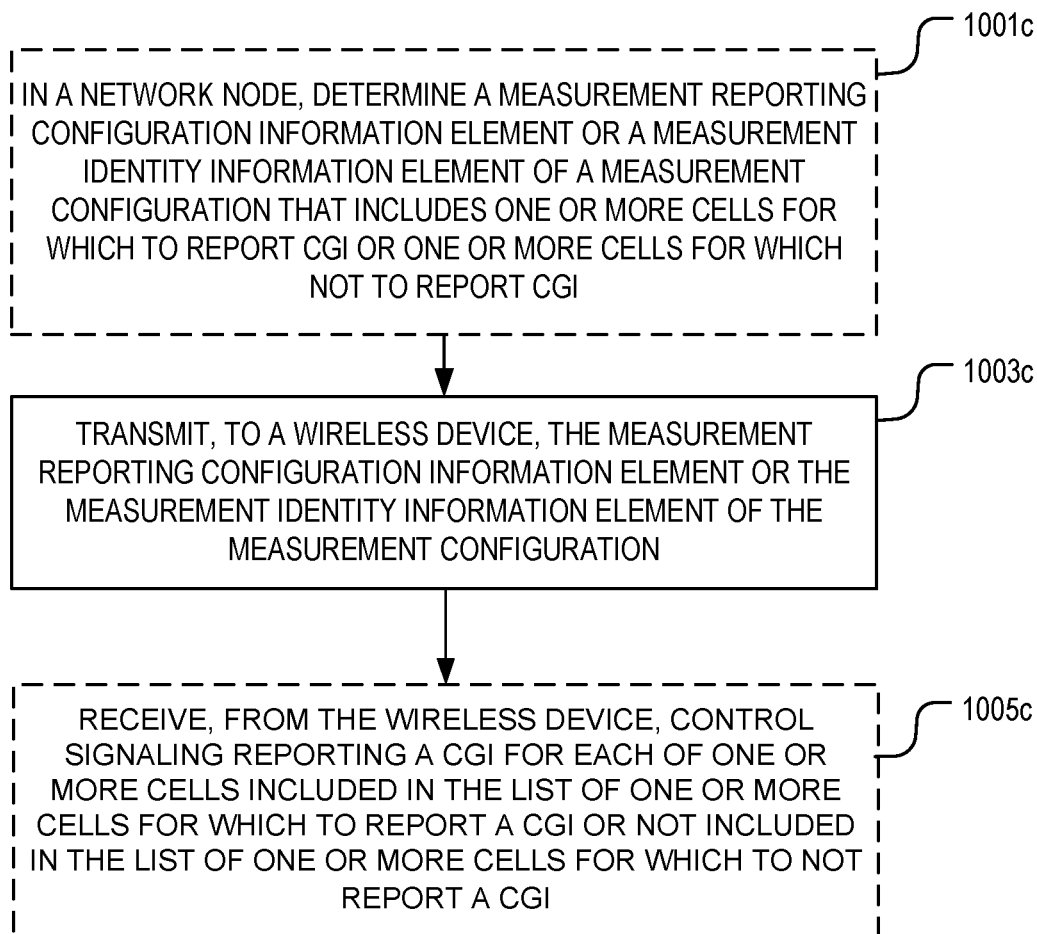 1001c
IN A NETWORK NODE, DETERMINE A MEASUREMENT REPORTING
CONFIGURATION INFORMATION ELEMENT OR A MEASUREMENT
IDENTITY INFORMATION ELEMENT OF A MEASUREMENT
CONFIGURATION THAT INCLUDES ONE OR MORE CELLS FOR
WHICH TO REPORT CGI OR ONE OR MORE CELLS FOR WHICH
NOT TO REPORT CGI
1003c
TRANSMIT, TO A WIRELESS DEVICE, THE MEASUREMENT
REPORTING CONFIGURATION INFORMATION ELEMENT OR THE
MEASUREMENT IDENTITY INFORMATION ELEMENT OF THE
MEASUREMENT CONFIGURATION
1005c
RECEIVE, FROM THE WIRELESS DEVICE, CONTROL
SIGNALING REPORTING A CGI FOR EACH OF ONE OR
MORE CELLS INCLUDED IN THE LIST OF ONE OR MORE
CELLS FOR WHICH TO REPORT A CGI OR NOT INCLUDED
IN THE LIST OF ONE OR MORE CELLS FOR WHICH TO NOT
REPORT A CGI